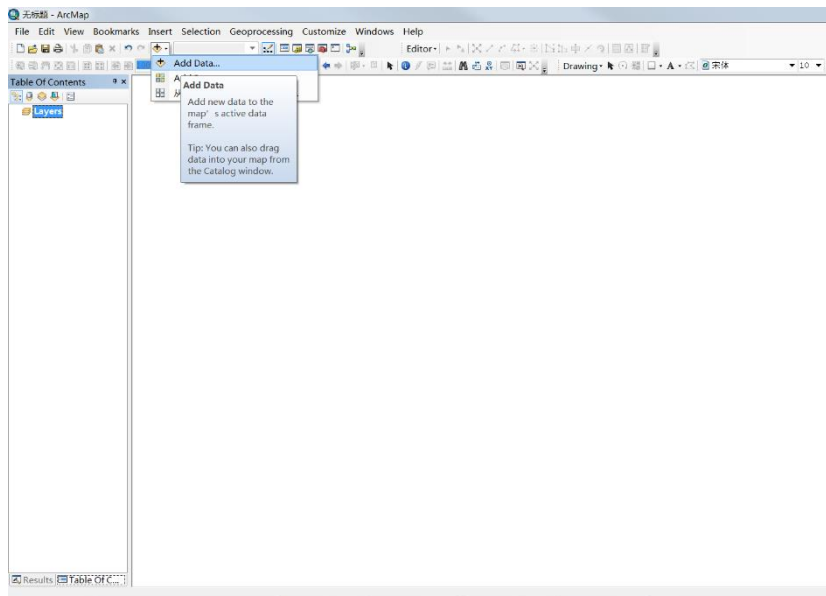 无标题 - ArcMap
File Edit View Bookmarks Insert Selection Geoprocessing Customize Windows Help
Editor
Drawing A 宋体 10
Table Of Contents
Add Data...
Layers
Add Data
Add new data to the
map's active data
frame.
Tip: You can also drag
data into your map from
the Catalog window.
Results Table Of C...